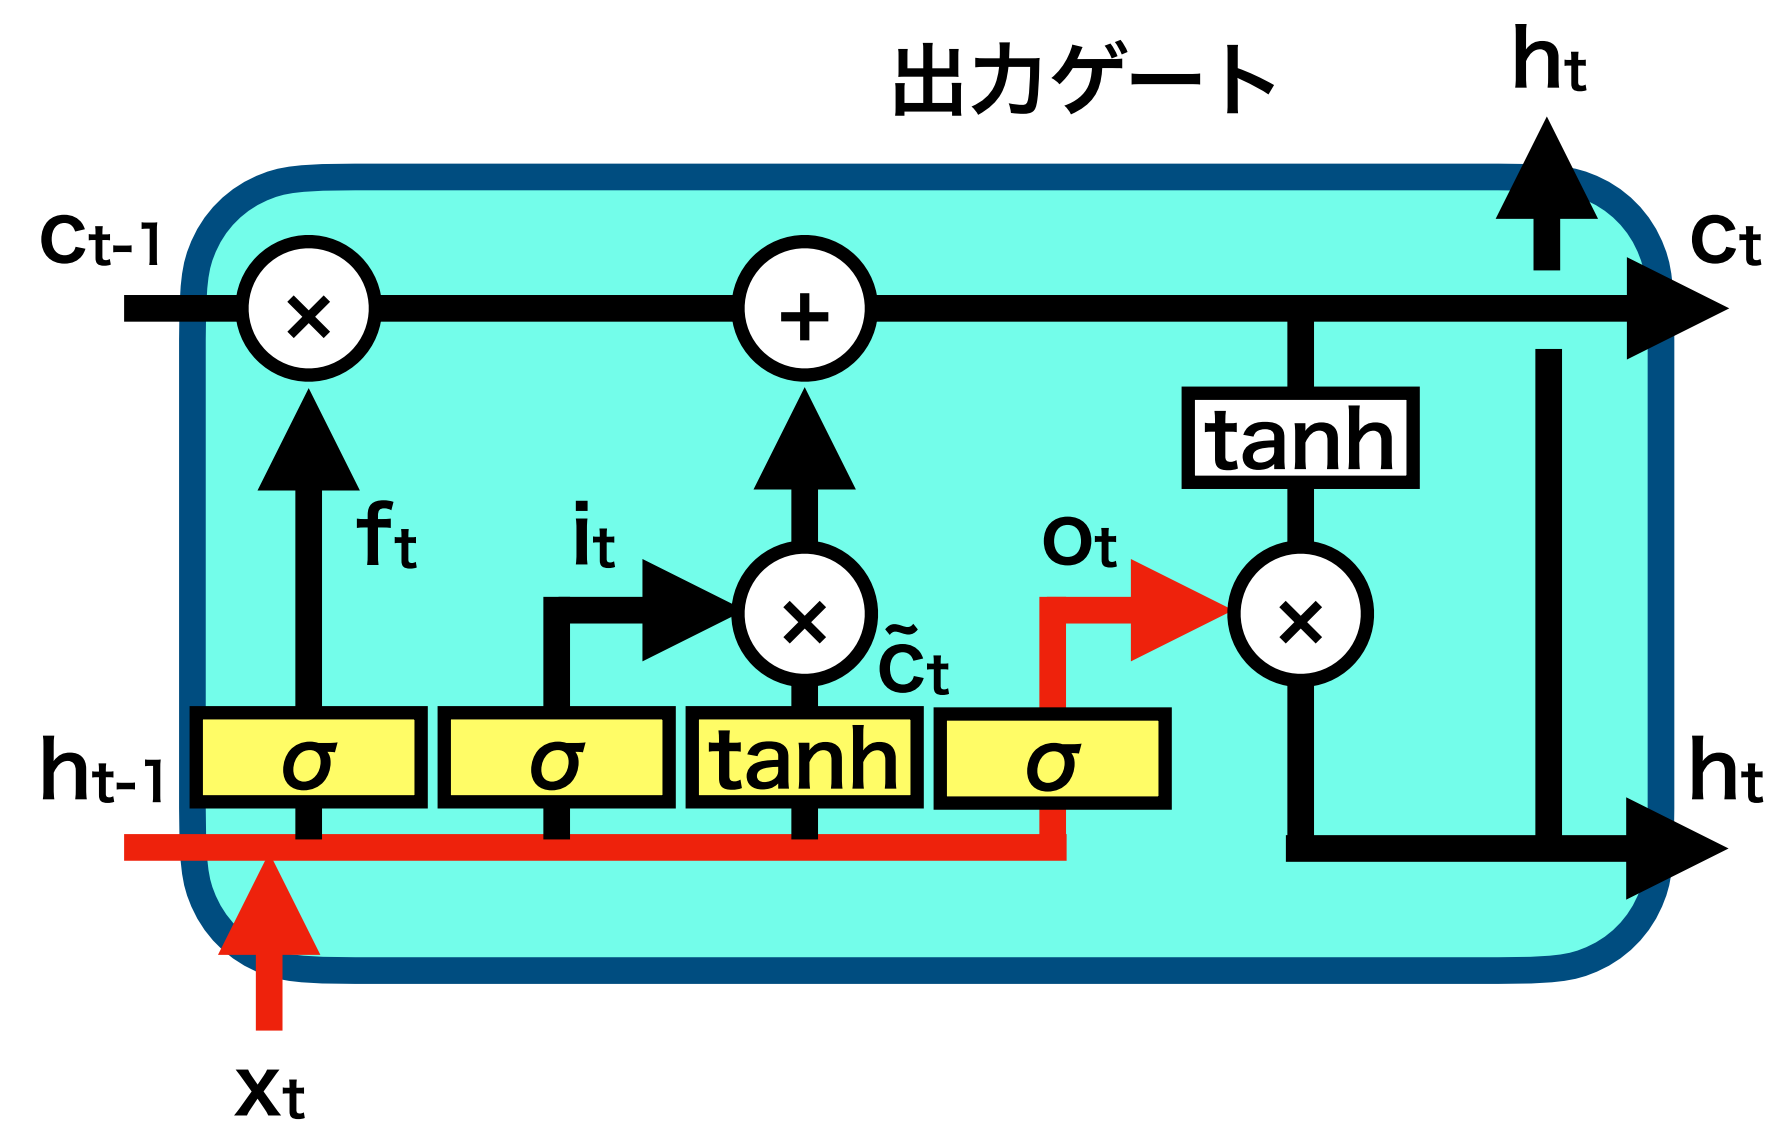 出力ゲート
ht
ct-1
ct
×
+
tanh
ft
it
ot
×
×
c̃t
σ
σ
tanh
σ
ht-1
ht
xt